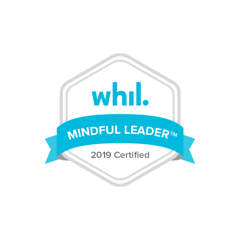 whil.
MINDFUL LEADER™
2019 Certified